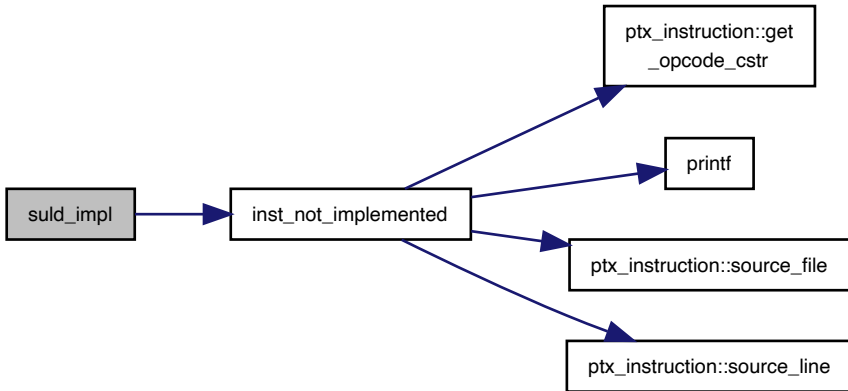 suld_impl
inst_not_implemented
ptx_instruction::get
_opcode_cstr
printf
ptx_instruction::source_file
ptx_instruction::source_line